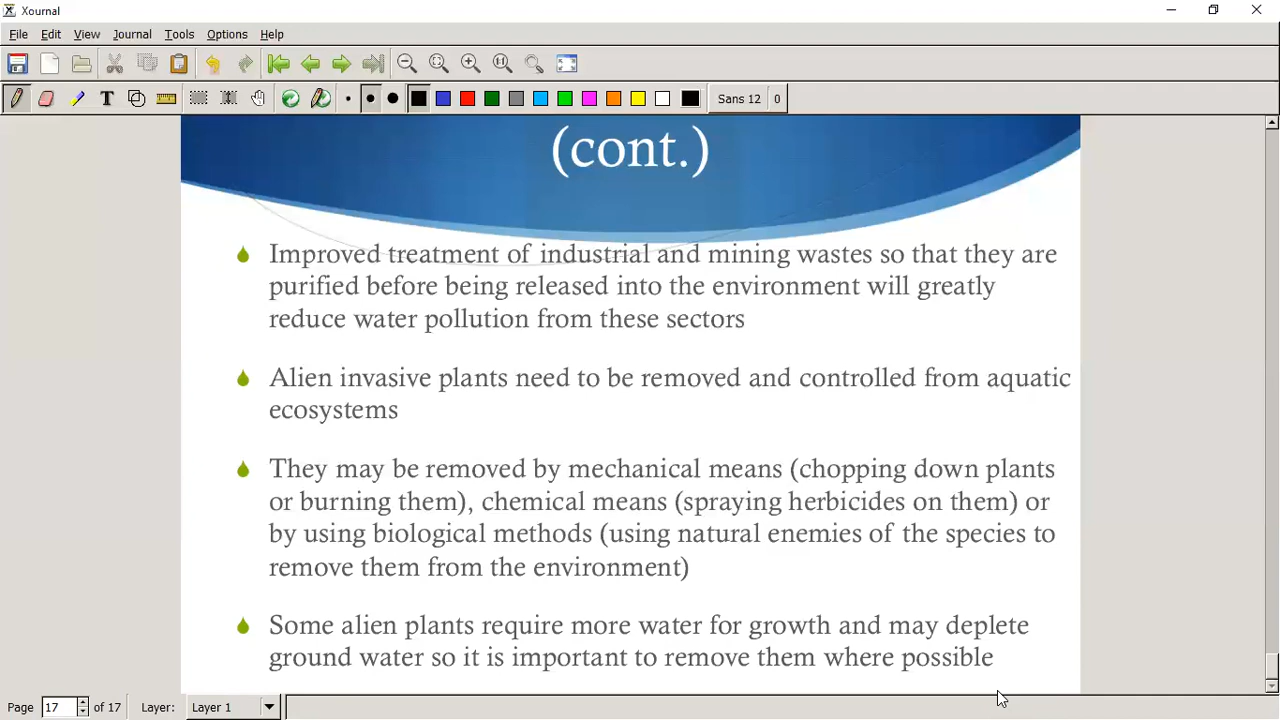 Xournal
File Edit View Journal Tools Options Help
Sans 12 0
(cont.)
Improved treatment of industrial and mining wastes so that they are
purified before being released into the environment will greatly
reduce water pollution from these sectors
Alien invasive plants need to be removed and controlled from aquatic
ecosystems
They may be removed by mechanical means (chopping down plants
or burning them), chemical means (spraying herbicides on them) or
by using biological methods (using natural enemies of the species to
remove them from the environment)
Some alien plants require more water for growth and may deplete
ground water so it is important to remove them where possible
Page 17 of 17 Layer: Layer 1